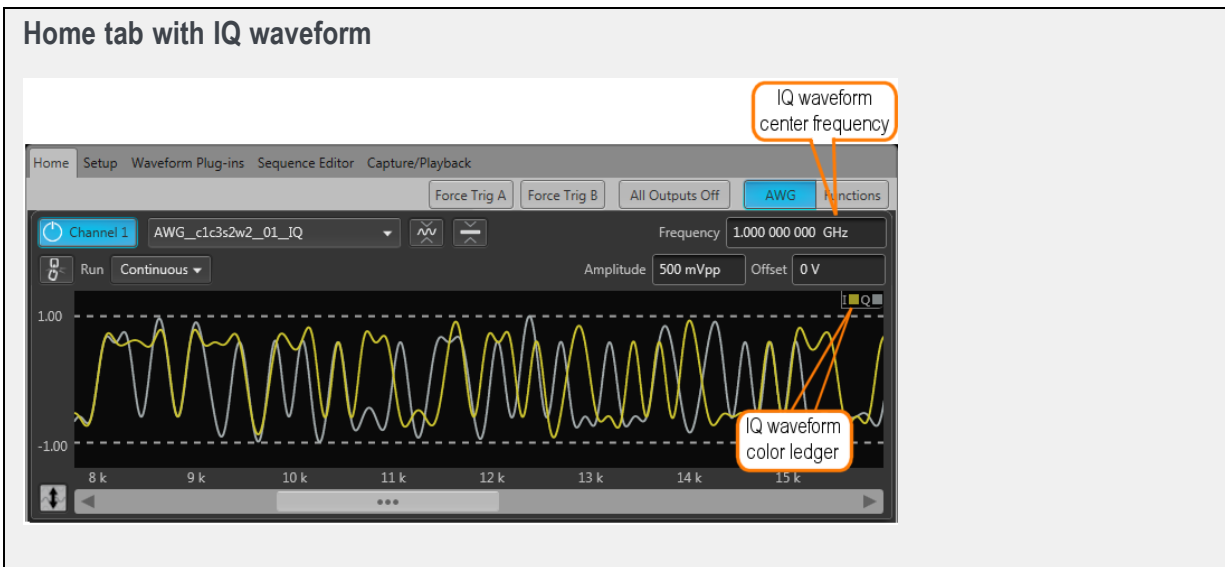 Home tab with IQ waveform
IQ waveform
center frequency
Home Setup Waveform Plug-ins Sequence Editor Capture/Playback
Force Trig A Force Trig B All Outputs Off AWG Functions
Channel 1 AWG_c1c3s2w2_01_IQ Frequency 1.000 000 000 GHz
Run Continuous Amplitude 500 mVpp Offset 0 V
I Q
1.00
-1.00
IQ waveform
color ledger
8 k 9 k 10 k 11 k 12 k 13 k 14 k 15 k